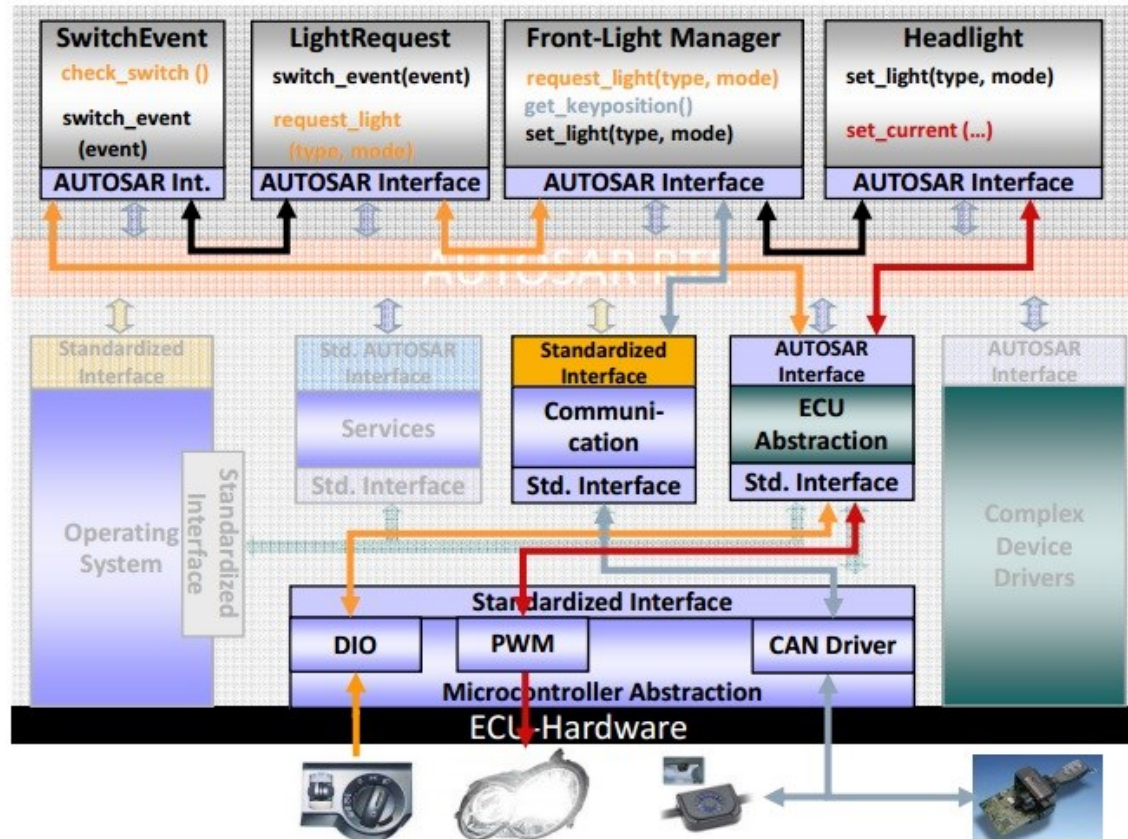 SwitchEvent
check_switch ()
switch_event
(event)
AUTOSAR Int.
LightRequest
switch_event(event)
request_light
(type, mode)
AUTOSAR Interface
Front-Light Manager
request_light(type, mode)
get_keyposition()
set_light(type, mode)
AUTOSAR Interface
Headlight
set_light(type, mode)
set_current (...)
AUTOSAR Interface
AUTOSAR RTE
Standardized
Interface
Operating
System
Standardized
Interface
Std. AUTOSAR
Interface
Services
Std. Interface
Standardized
Interface
Communi-
cation
Std. Interface
AUTOSAR
Interface
ECU
Abstraction
Std. Interface
AUTOSAR
Interface
Complex
Device
Drivers
Standardized Interface
DIO
PWM
CAN Driver
Microcontroller Abstraction
ECU-Hardware